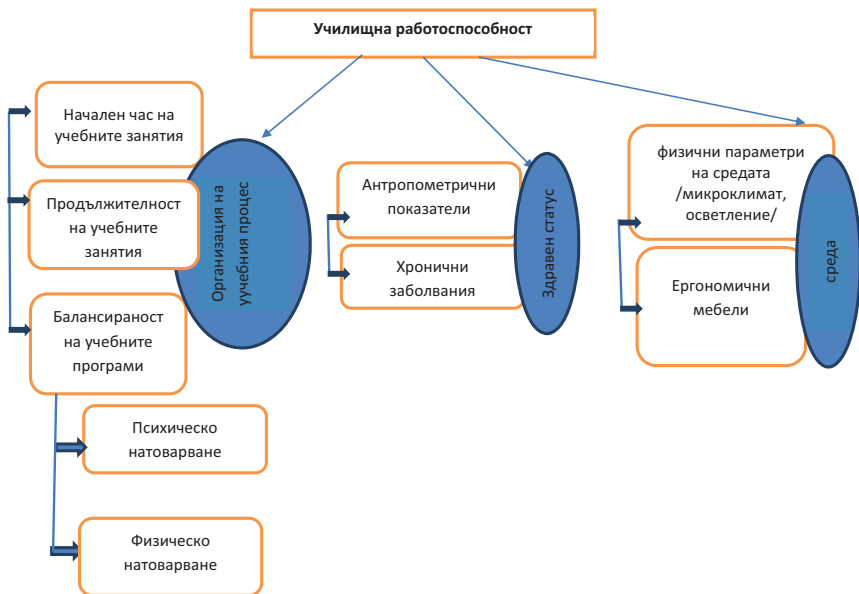 Училищна работоспособност
Начален час на
учебните занятия
Продължителност
на учебните
занятия
Балансираност
на учебните
програми
Психическо
натоварване
Физическо
натоварване
Организация на
уучебния процес
Антропометрични
показатели
Хронични
заболвания
Здравен статус
физични параметри
на средата
/микроклимат,
осветление/
Ергономични
мебели
среда